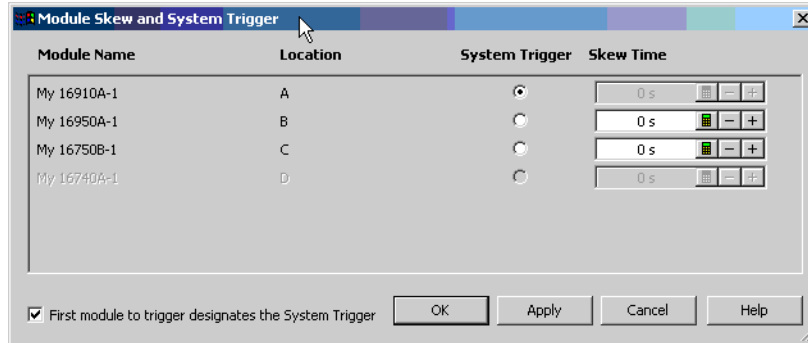 Module Skew and System Trigger
Module Name Location System Trigger Skew Time
My 16910A-1 A 0 s
My 16950A-1 B 0 s
My 16750B-1 C 0 s
My 16740A-1 D 0 s
First module to trigger designates the System Trigger OK Apply Cancel Help